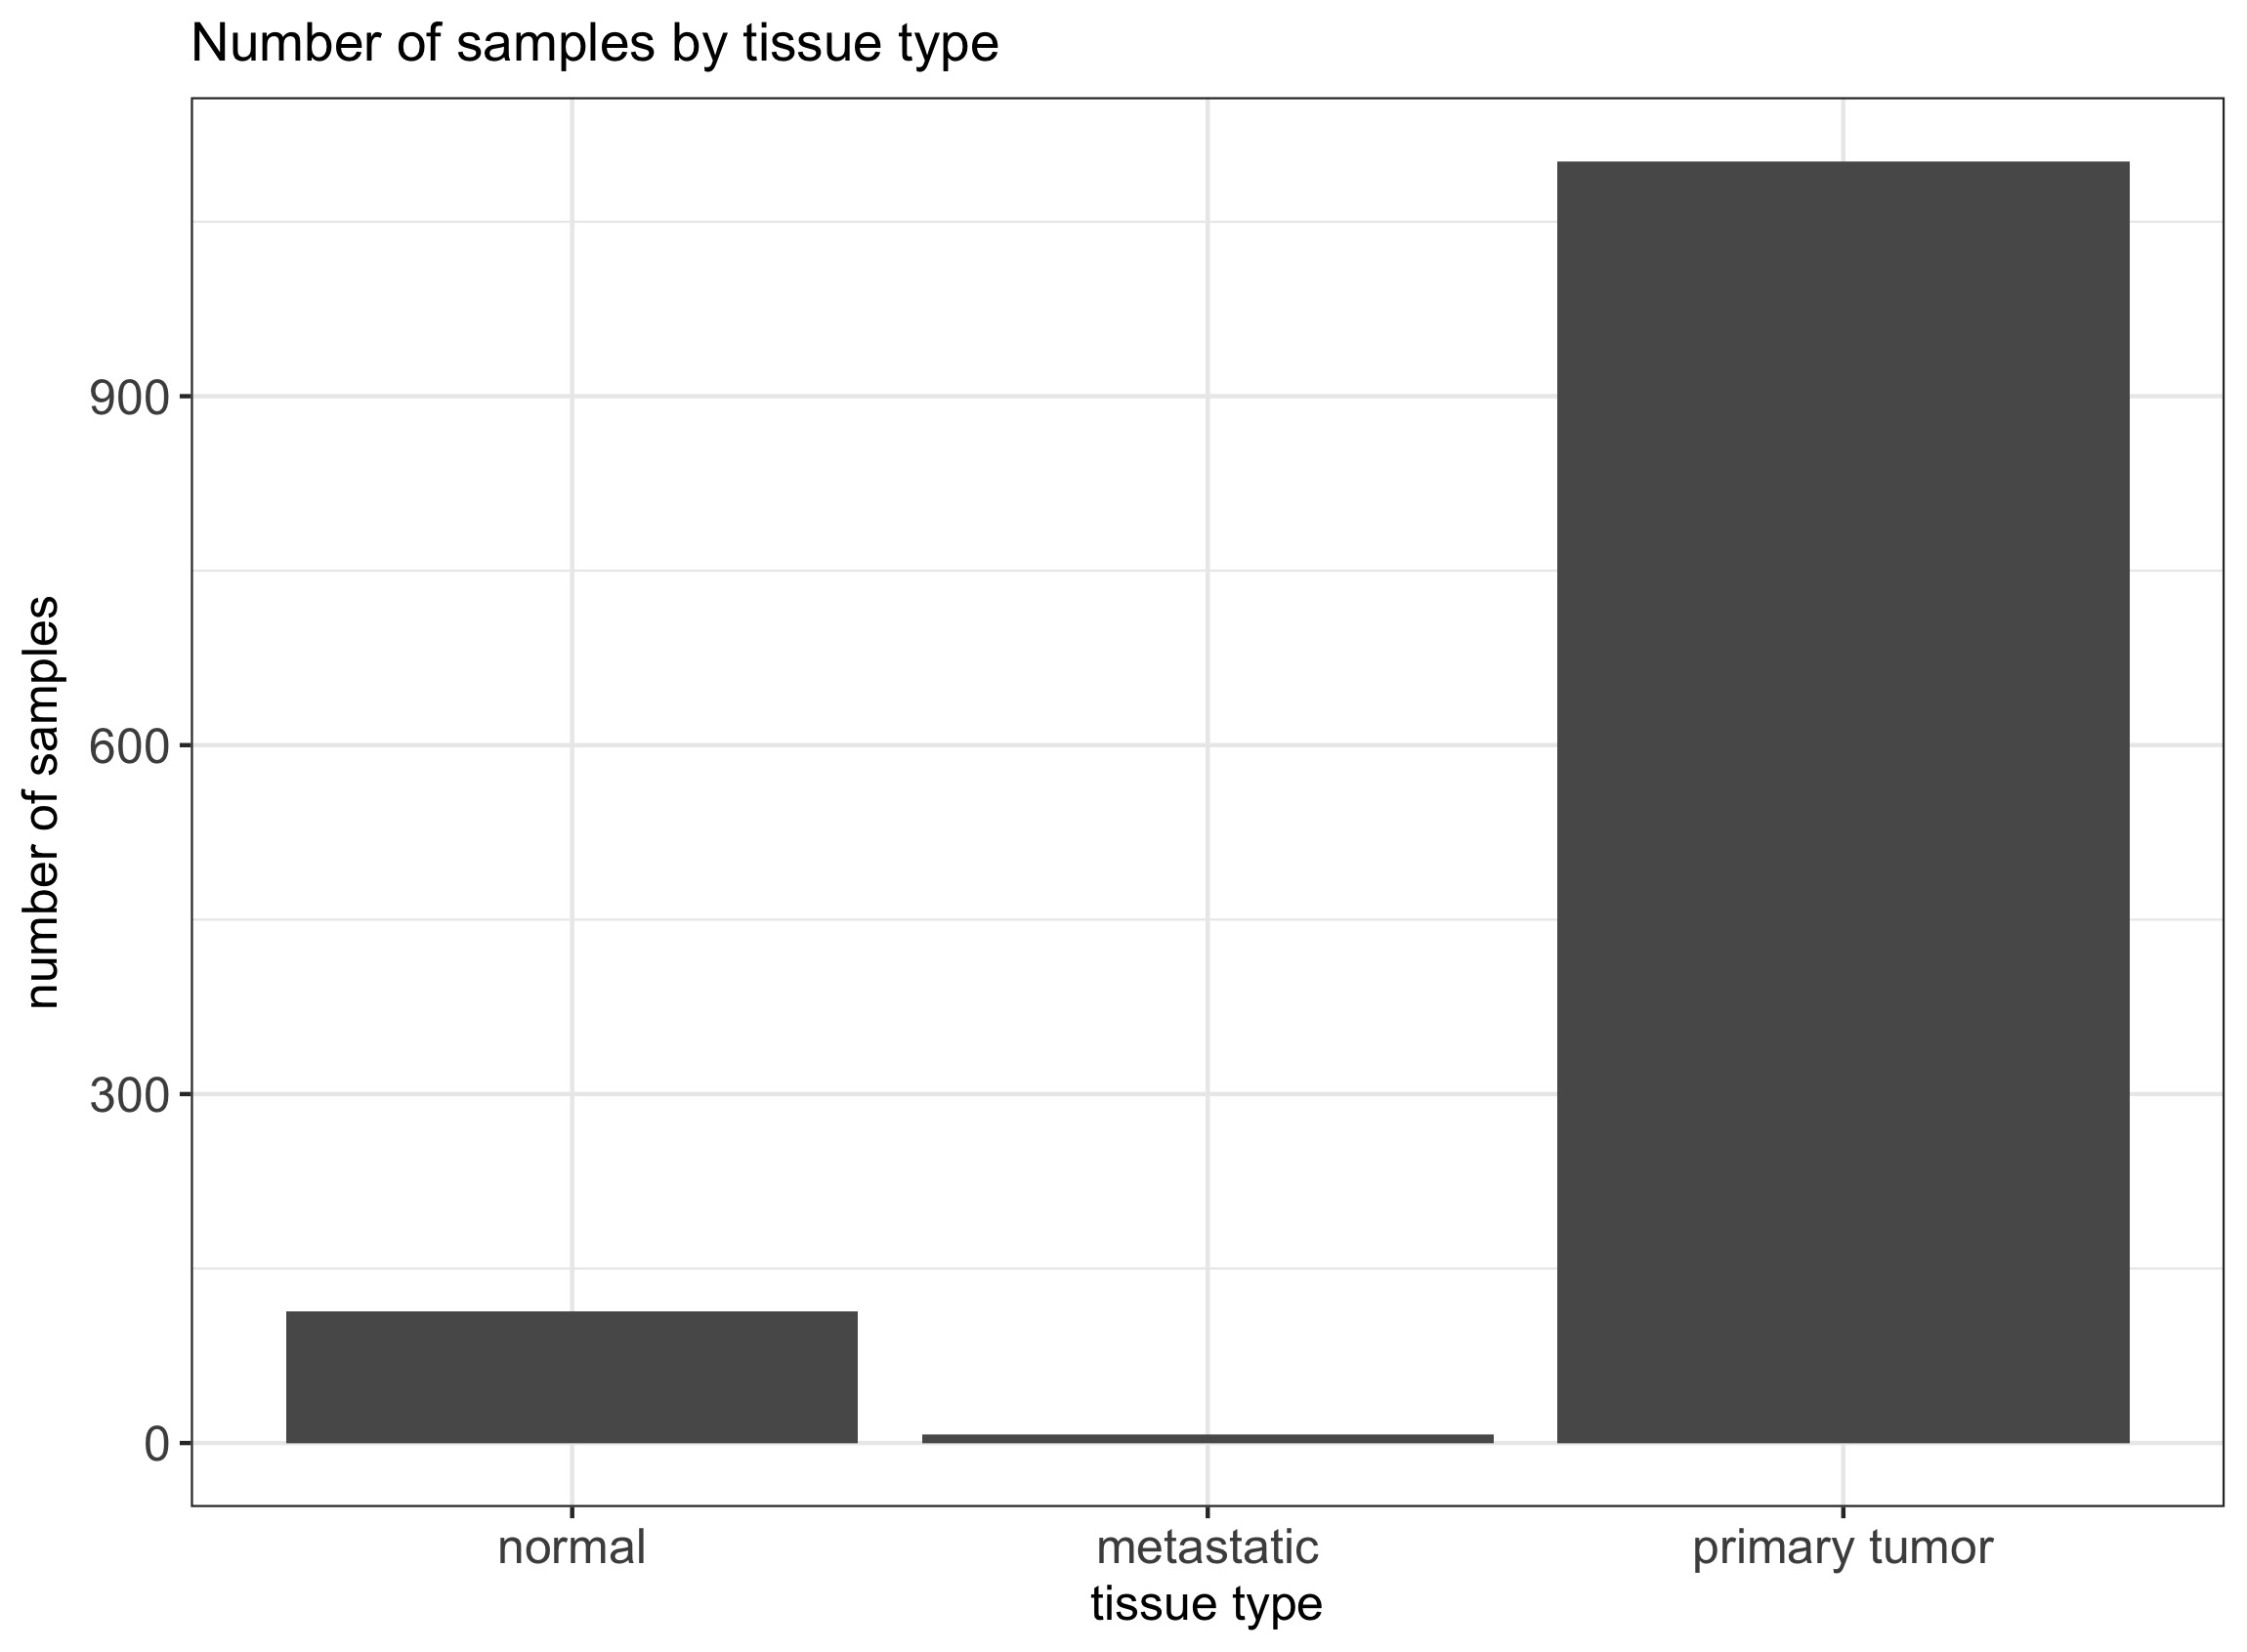 Number of samples by tissue type
number of samples
900
600
300
0
normal metastatic primary tumor
tissue type